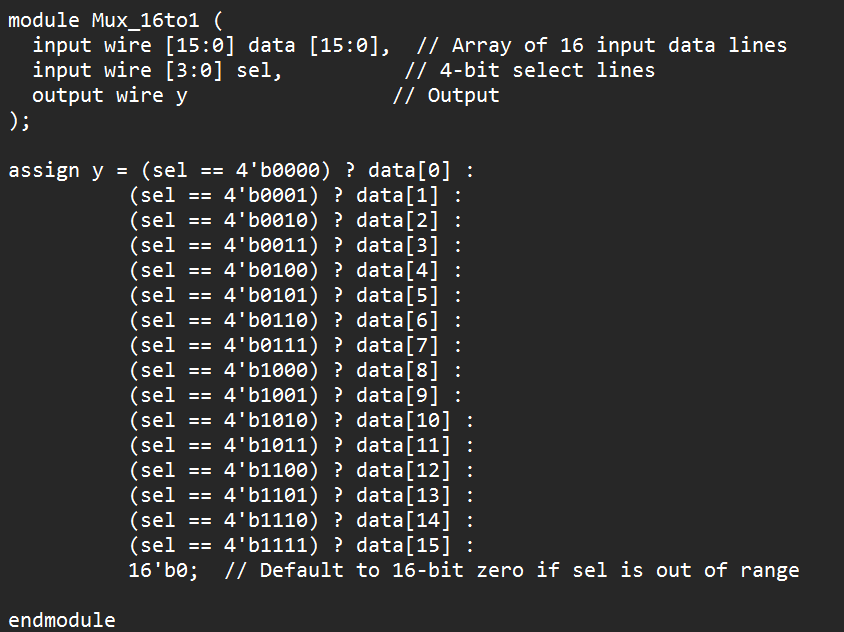 module Mux_16to1 (
  input wire [15:0] data [15:0],  // Array of 16 input data lines
  input wire [3:0] sel,          // 4-bit select lines
  output wire y                 // Output
);

assign y = (sel == 4'b0000) ? data[0] :
          (sel == 4'b0001) ? data[1] :
          (sel == 4'b0010) ? data[2] :
          (sel == 4'b0011) ? data[3] :
          (sel == 4'b0100) ? data[4] :
          (sel == 4'b0101) ? data[5] :
          (sel == 4'b0110) ? data[6] :
          (sel == 4'b0111) ? data[7] :
          (sel == 4'b1000) ? data[8] :
          (sel == 4'b1001) ? data[9] :
          (sel == 4'b1010) ? data[10] :
          (sel == 4'b1011) ? data[11] :
          (sel == 4'b1100) ? data[12] :
          (sel == 4'b1101) ? data[13] :
          (sel == 4'b1110) ? data[14] :
          (sel == 4'b1111) ? data[15] :
          16'b0;  // Default to 16-bit zero if sel is out of range

endmodule